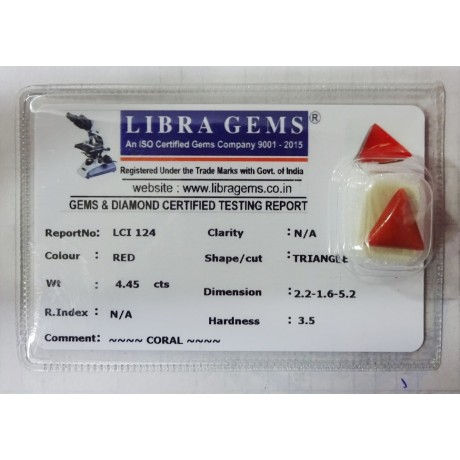 LIBRA GEMS ®
An ISO Certified Gems Company 9001 - 2015
Registered Under the Trade Marks with Govt. of India
website : www.libragems.co.in
GEMS & DIAMOND CERTIFIED TESTING REPORT
ReportNo: LCI 124 Clarity : N/A
Colour : RED Shape/cut : TRIANGLE
Wt : 4.45 cts Dimension : 2.2-1.6-5.2
R.Index : N/A Hardness : 3.5
Comment: ~~~~ CORAL ~~~~